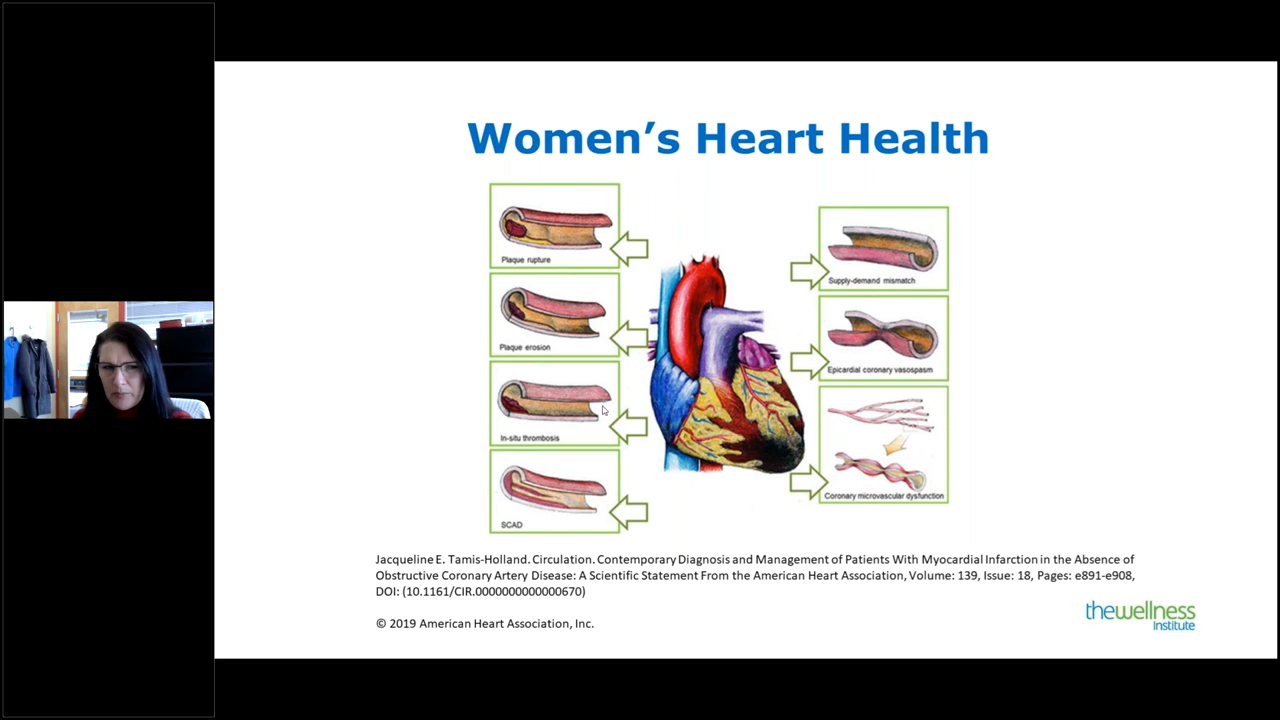 Women's Heart Health
Plaque rupture
Plaque erosion
In-situ thrombosis
SCAD
Supply-demand mismatch
Epicardial coronary vasospasm
Coronary microvascular dysfunction
Jacqueline E. Tamis-Holland. Circulation. Contemporary Diagnosis and Management of Patients With Myocardial Infarction in the Absence of
Obstructive Coronary Artery Disease: A Scientific Statement From the American Heart Association, Volume: 139, Issue: 18, Pages: e891-e908,
DOI: (10.1161/CIR.0000000000000670)
© 2019 American Heart Association, Inc.
thewellness
institute